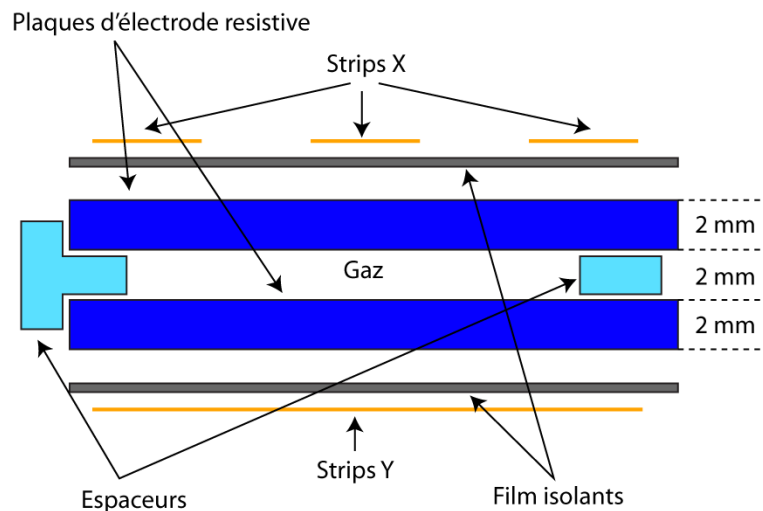 Plaques d'électrode resistive
Strips X
2 mm
Gaz
2 mm
2 mm
Strips Y
Espaceurs
Film isolants